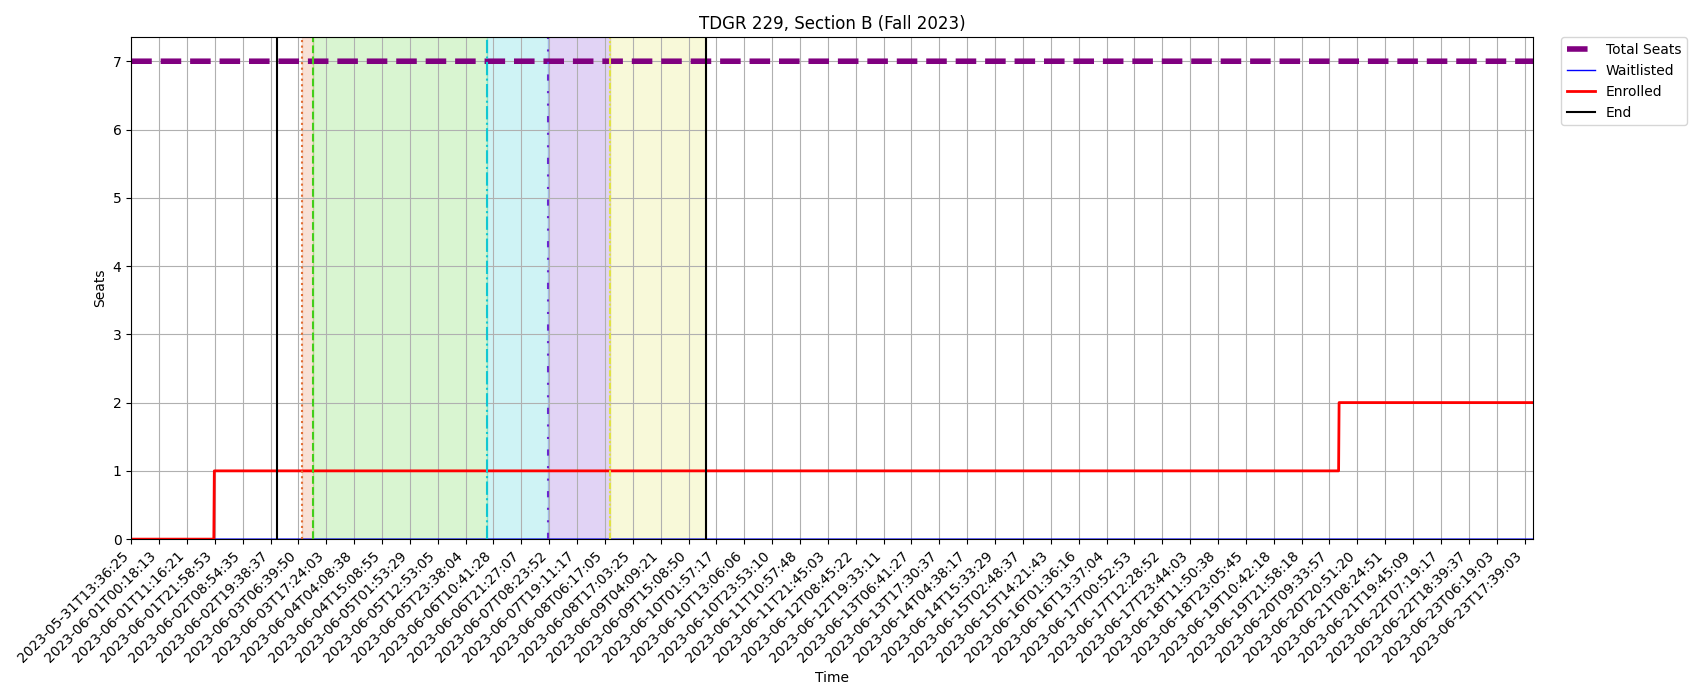 TDGR 229, Section B (Fall 2023)
Total Seats
Waitlisted
Enrolled
End
Seats
7
6
5
4
3
2
1
0
2023-05-31T13:36:25
2023-06-01T00:18:13
2023-06-01T11:16:21
2023-06-01T21:58:53
2023-06-02T08:54:35
2023-06-02T19:38:37
2023-06-03T06:39:50
2023-06-03T17:24:03
2023-06-04T04:08:38
2023-06-04T15:08:55
2023-06-05T01:53:29
2023-06-05T12:53:05
2023-06-05T23:38:04
2023-06-06T10:41:28
2023-06-06T21:27:07
2023-06-07T08:23:52
2023-06-07T19:11:17
2023-06-08T06:17:05
2023-06-08T17:03:25
2023-06-09T04:09:21
2023-06-09T15:08:50
2023-06-10T01:57:17
2023-06-10T13:06:06
2023-06-10T23:53:10
2023-06-11T10:57:48
2023-06-11T21:45:03
2023-06-12T08:45:22
2023-06-12T19:33:11
2023-06-13T06:41:27
2023-06-13T17:30:37
2023-06-14T04:38:17
2023-06-14T15:33:29
2023-06-15T02:48:37
2023-06-15T14:21:43
2023-06-16T01:36:16
2023-06-16T13:37:04
2023-06-17T00:52:53
2023-06-17T12:28:52
2023-06-17T23:44:03
2023-06-18T11:50:38
2023-06-18T23:05:45
2023-06-19T10:42:18
2023-06-19T21:58:18
2023-06-20T09:33:57
2023-06-20T20:51:20
2023-06-21T08:24:51
2023-06-21T19:45:09
2023-06-22T07:19:17
2023-06-22T18:39:37
2023-06-23T06:19:03
2023-06-23T17:39:03
Time